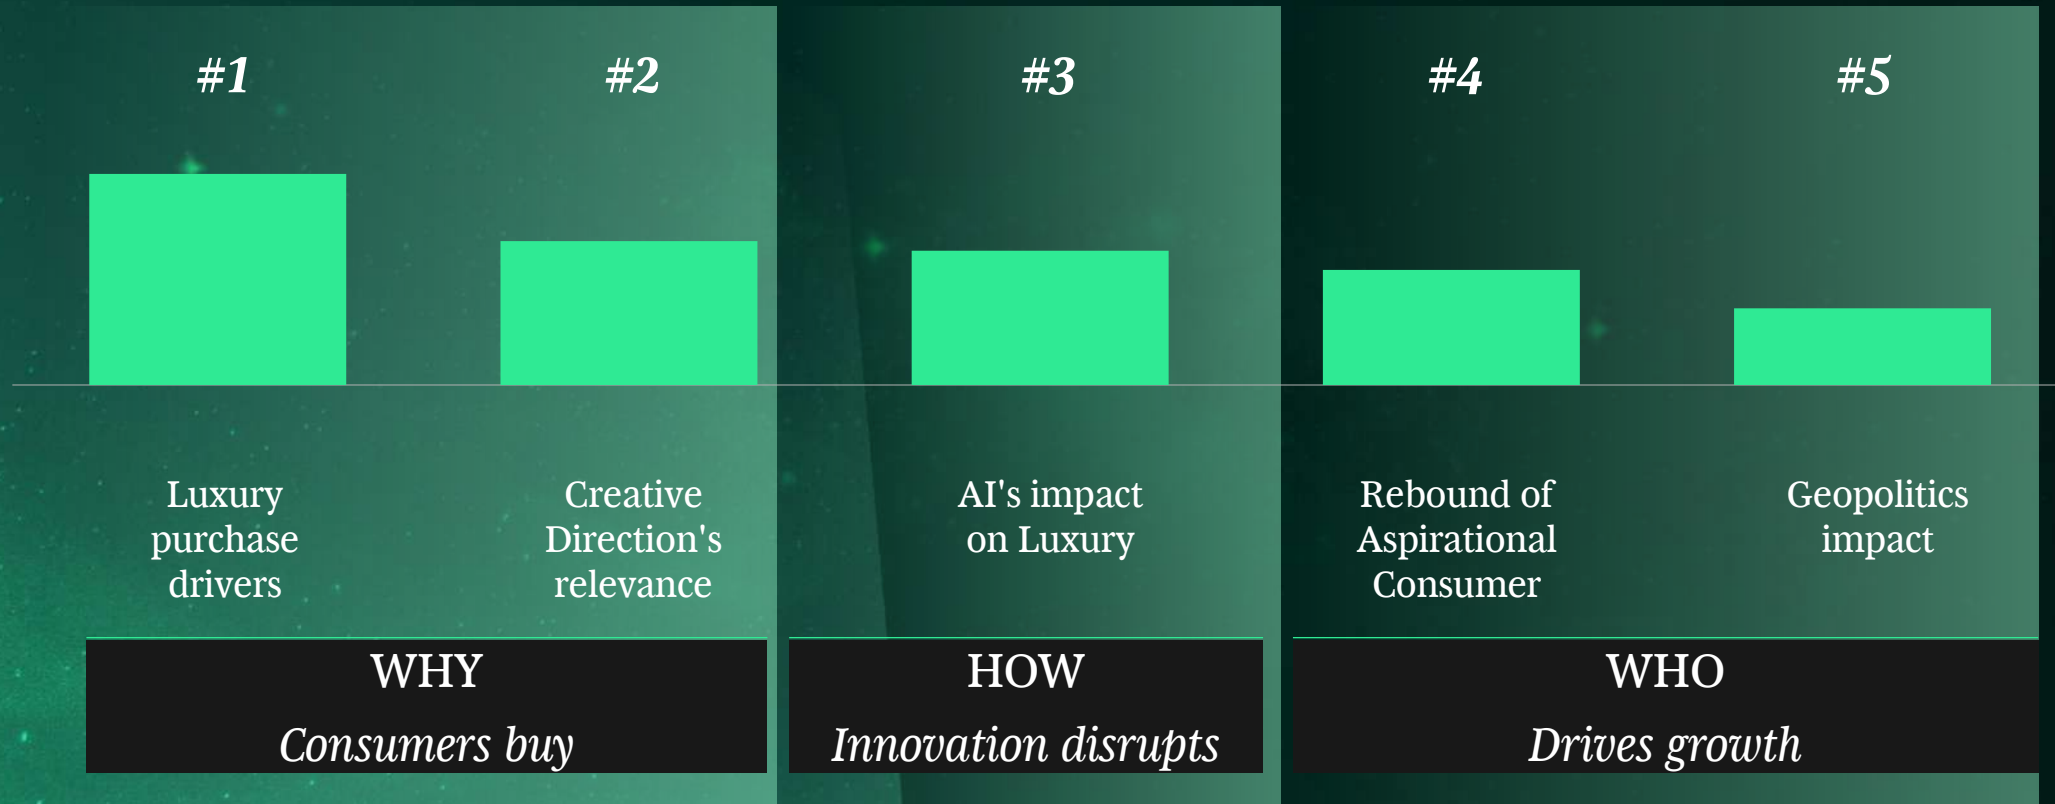 #1
#2
#3
#4
#5
Luxury
purchase
drivers
Creative
Direction's
relevance
AI's impact
on Luxury
Rebound of
Aspirational
Consumer
Geopolitics
impact
WHY
Consumers buy
HOW
Innovation disrupts
WHO
Drives growth